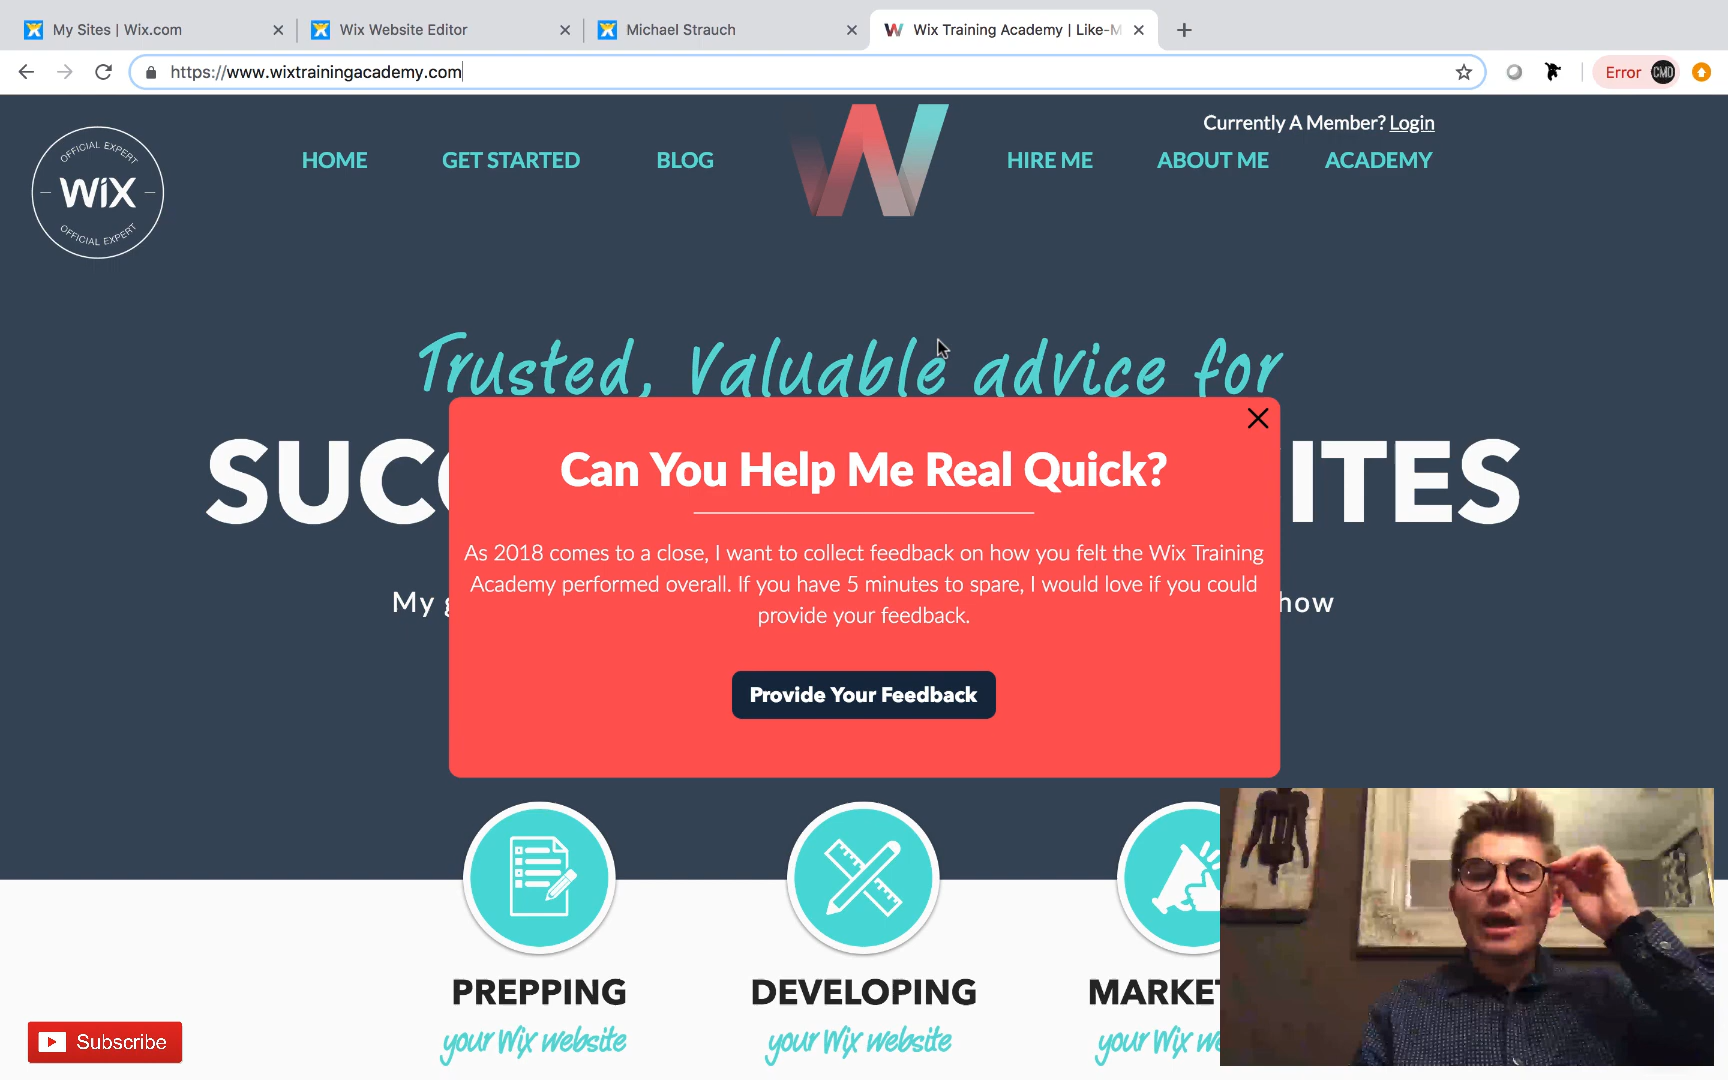 My Sites | Wix.com
Wix Website Editor
Michael Strauch
Wix Training Academy | Like-M
https://www.wixtrainingacademy.com
Error
CMD
Currently A Member? Login
OFFICIAL EXPERT
WiX
OFFICIAL EXPERT
HOME
GET STARTED
BLOG
W
HIRE ME
ABOUT ME
ACADEMY
Trusted, Valuable advice for
SUCC
ITES
Can You Help Me Real Quick?
As 2018 comes to a close, I want to collect feedback on how you felt the Wix Training
Academy performed overall. If you have 5 minutes to spare, I would love if you could
provide your feedback.
My g
how
Provide Your Feedback
PREPPING
DEVELOPING
MARKET
your Wix website
your Wix website
your Wix we
Subscribe